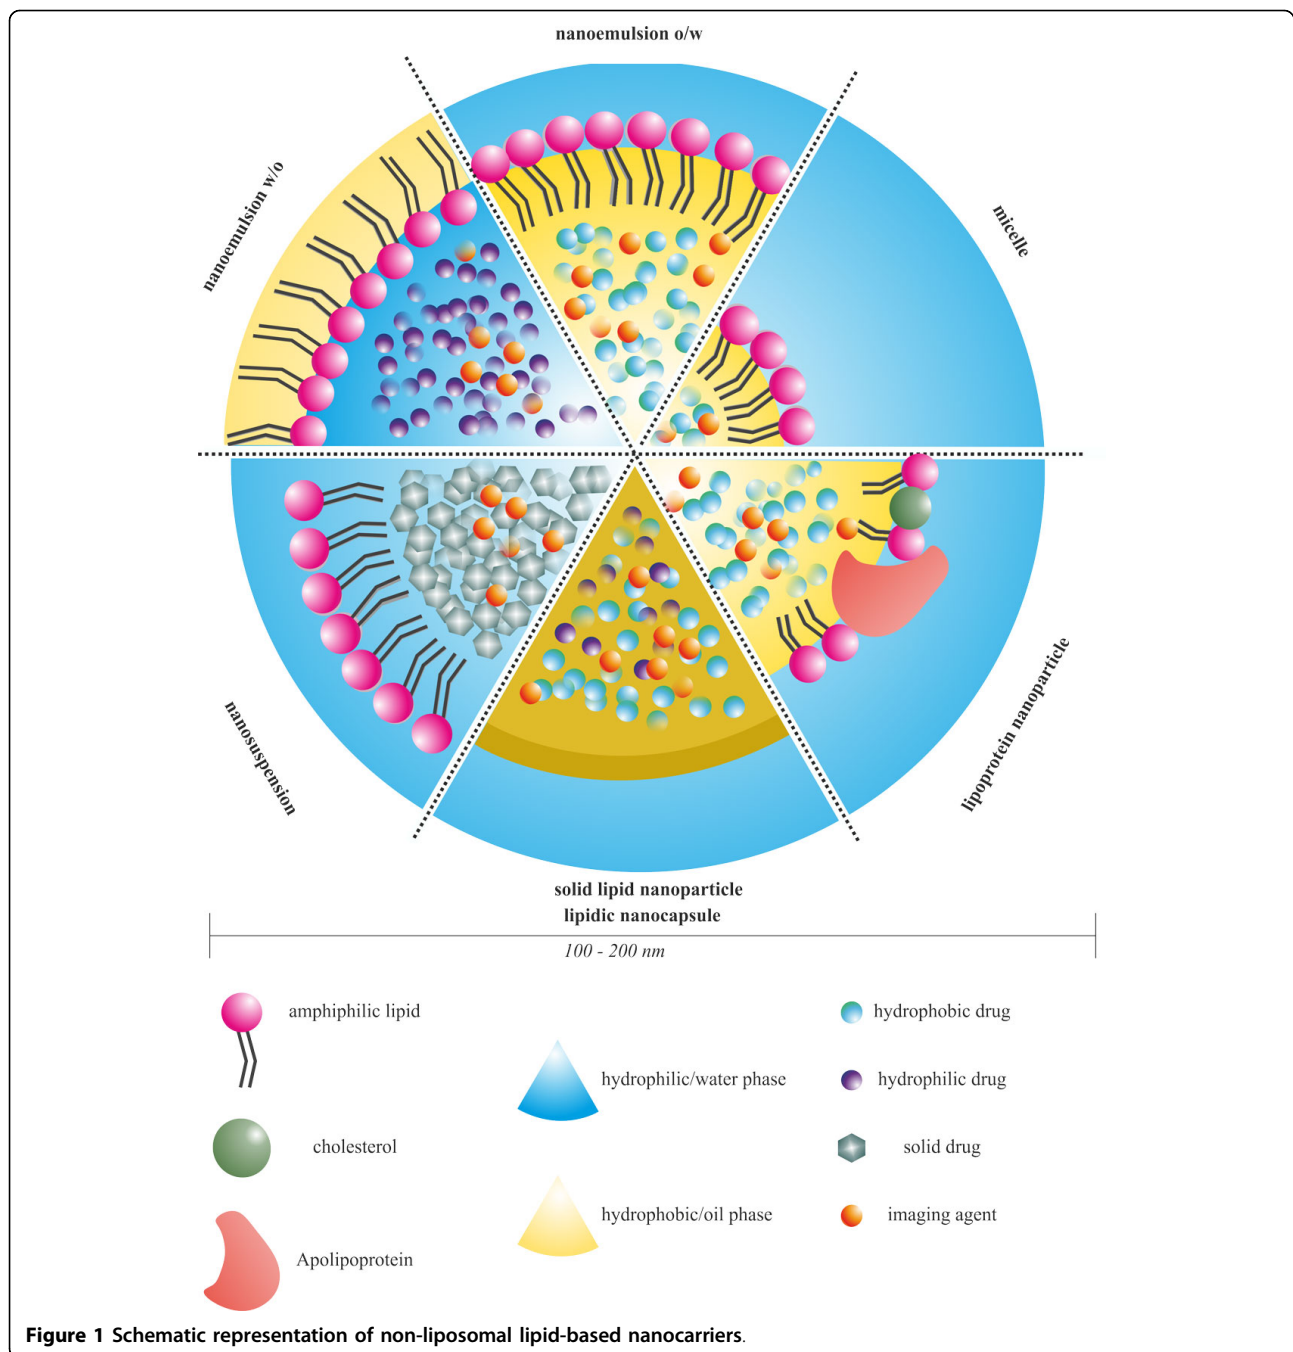 nanoemulsion o/w
nanoemulsion w/o
micelle
nanosuspension
lipoprotein nanoparticle
solid lipid nanoparticle
lipidic nanocapsule
100 - 200 nm
amphiphilic lipid
hydrophobic drug
hydrophilic/water phase
hydrophilic drug
cholesterol
solid drug
hydrophobic/oil phase
imaging agent
Apolipoprotein
Figure 1 Schematic representation of non-liposomal lipid-based nanocarriers.